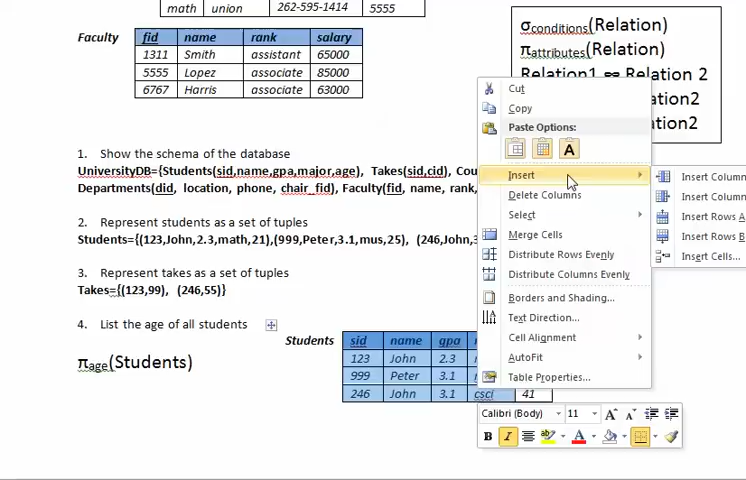 math union 262-595-1414 5555
Faculty fid name rank salary
1311 Smith assistant 65000
5555 Lopez associate 85000
6767 Harris associate 63000
σconditions(Relation)
πattributes(Relation)
Relation1 ⋈ Relation 2
ation2
ation2
1. Show the schema of the database
UniversityDB={Students(sid,name,gpa,major,age), Takes(sid,cid), Cou
Departments(did, location, phone, chair_fid), Faculty(fid, name, rank,
2. Represent students as a set of tuples
Students={(123,John,2.3,math,21),(999,Peter,3.1,mus,25), (246,John,3
3. Represent takes as a set of tuples
Takes={(123,99), (246,55)}
4. List the age of all students
πage(Students)
Students sid name gpa
123 John 2.3
999 Peter 3.1
246 John 3.1 csci 41
Cut
Copy
Paste Options:
A
Insert
Delete Columns
Select
Merge Cells
Distribute Rows Evenly
Distribute Columns Evenly
Borders and Shading...
Text Direction...
Cell Alignment
AutoFit
Table Properties...
Insert Column
Insert Column
Insert Rows A
Insert Rows B
Insert Cells...
Calibri (Body) 11 A A
B I ab A